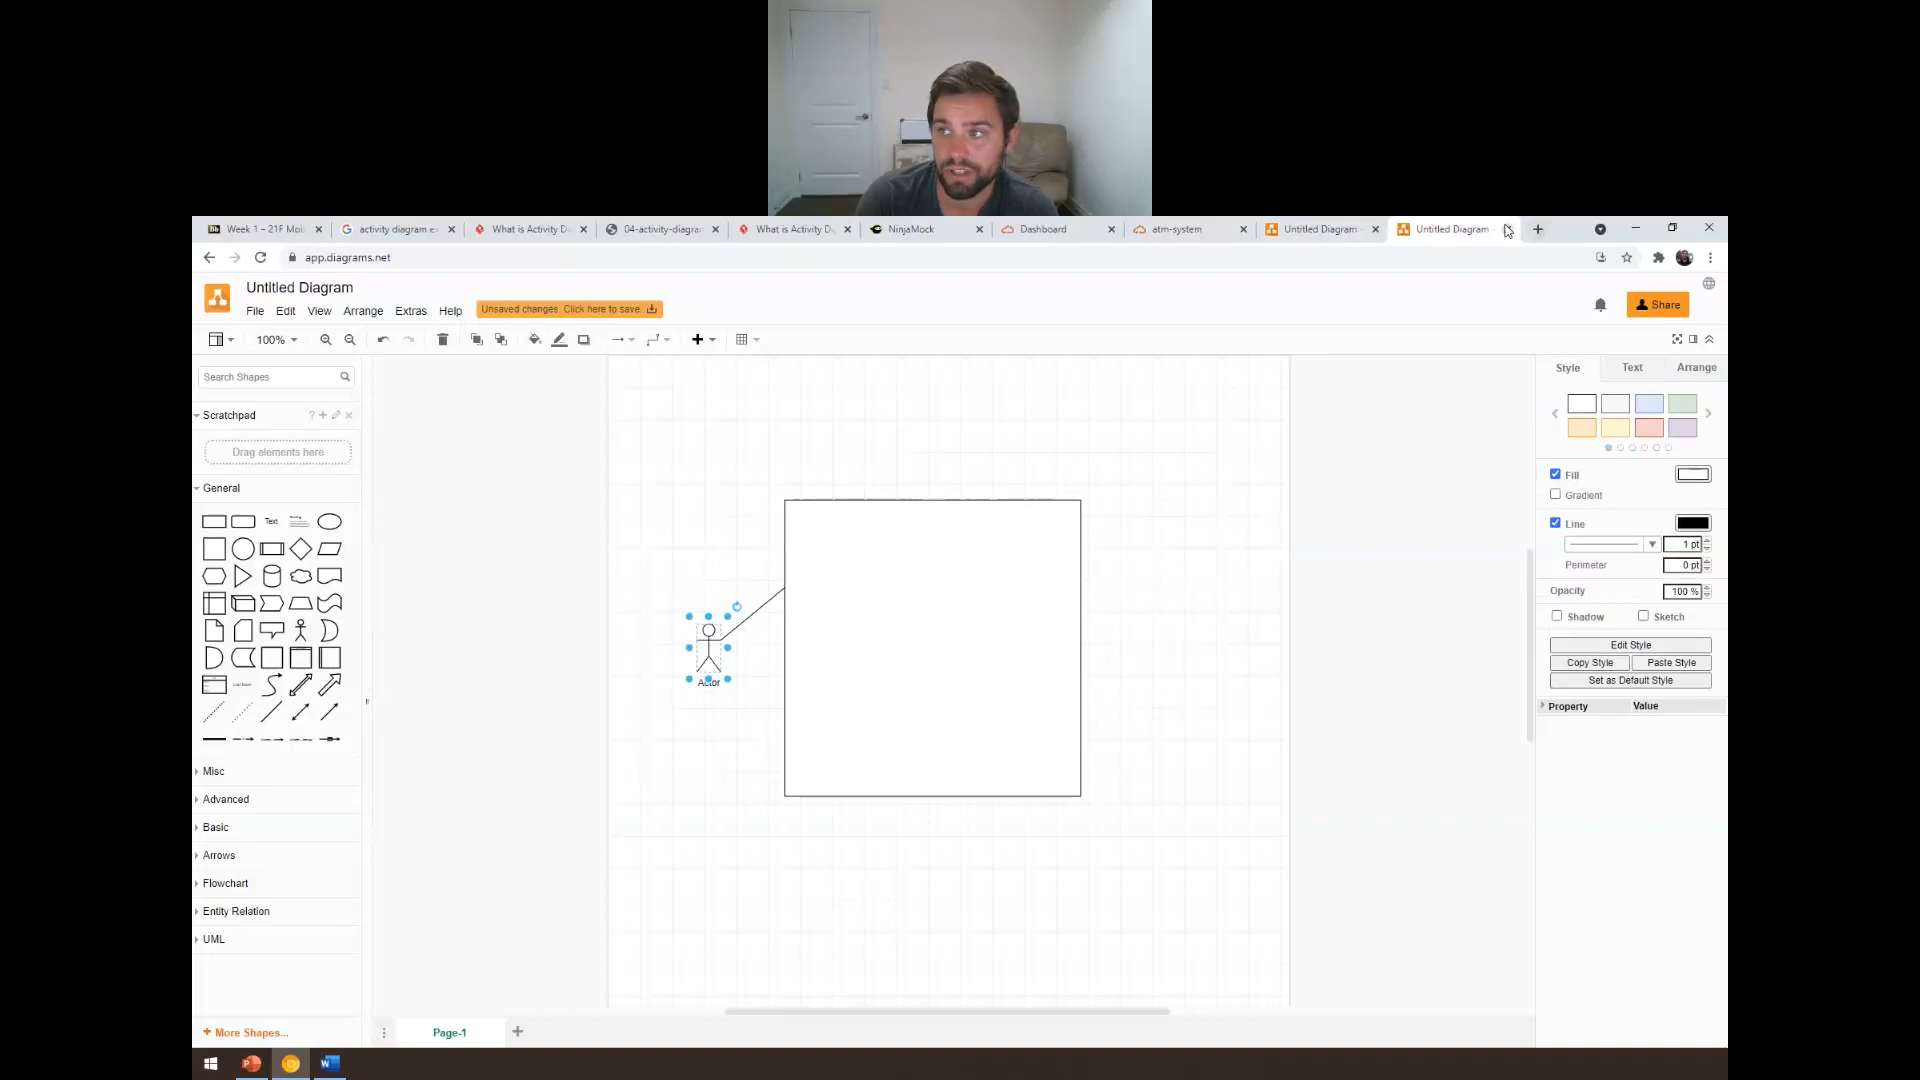 Bb Week 1 – 21F Mob
activity diagram e
What is Activity D
04-activity-diagra
What is Activity D
NinjaMock
Dashboard
atm-system
Untitled Diagram -
Untitled Diagram -
app.diagrams.net
Untitled Diagram
File Edit View Arrange Extras Help
Unsaved changes. Click here to save.
Share
100%
Search Shapes
Style Text Arrange
Scratchpad
?
Drag elements here
General
Text
Fill
Gradient
Line
1 pt
Perimeter 0 pt
Opacity 100 %
Shadow Sketch
Edit Style
Copy Style Paste Style
Set as Default Style
Property Value
Actor
Misc
Advanced
Basic
Arrows
Flowchart
Entity Relation
UML
+ More Shapes...
Page-1